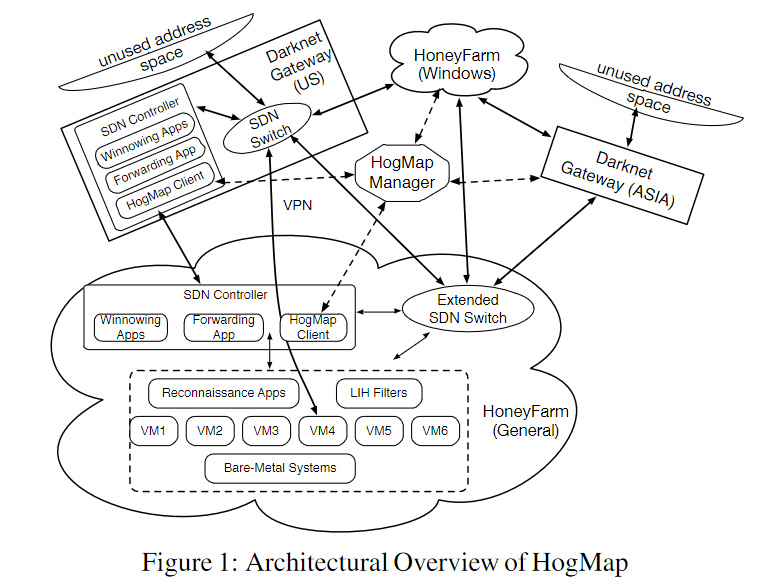 unused address
space
Darknet
Gateway
(US)
SDN Controller
Winnowing Apps
Forwarding App
HogMap Client
SDN
Switch
HoneyFarm
(Windows)
unused address
space
HogMap
Manager
Darknet
Gateway (ASIA)
VPN
SDN Controller
Winnowing
Apps
Forwarding
App
HogMap
Client
Extended
SDN Switch
Reconnaissance Apps
LIH Filters
VM1
VM2
VM3
VM4
VM5
VM6
Bare-Metal Systems
HoneyFarm
(General)
Figure 1: Architectural Overview of HogMap